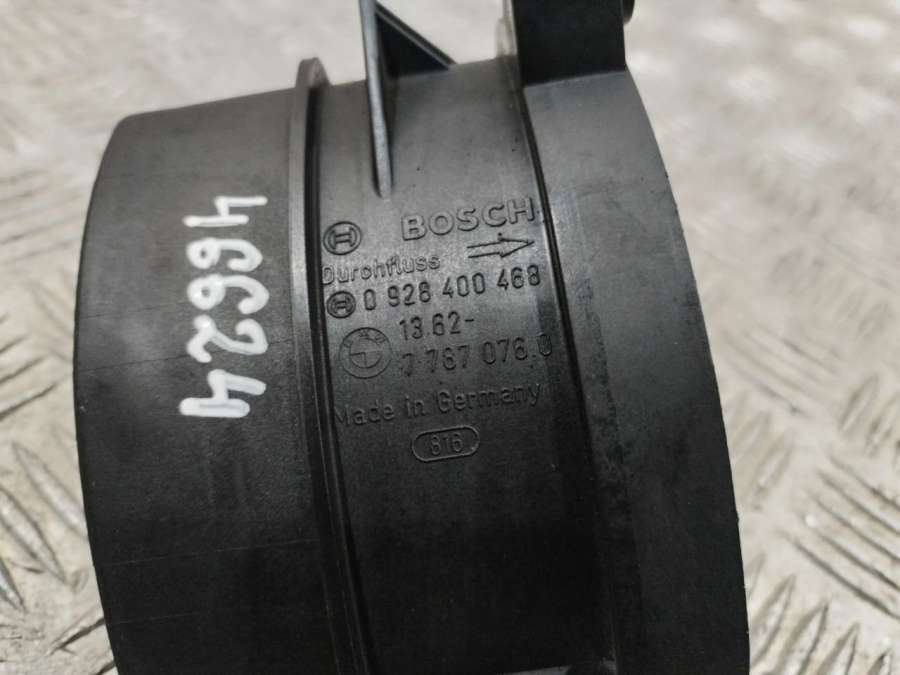 BOSCH
Durchfluss
0 928 400 468
13.62-
7 787 076.0
Made in Germany
816
46624